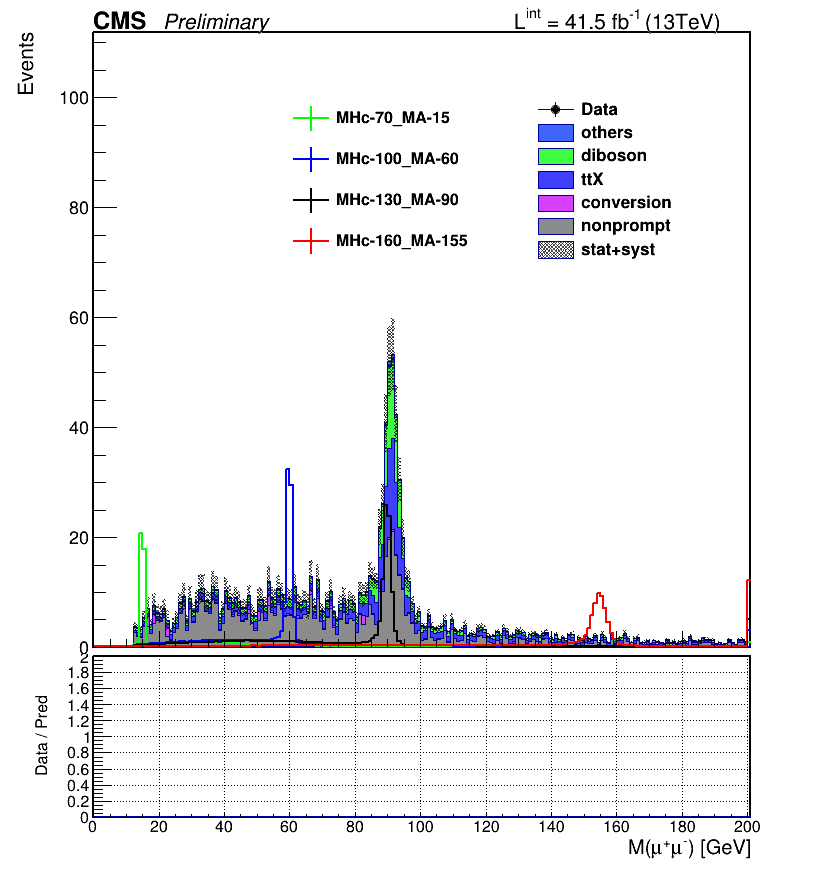 CMS Preliminary L^int = 41.5 fb^-1 (13TeV)
Events
100
80
60
40
20
0
MHc-70_MA-15
MHc-100_MA-60
MHc-130_MA-90
MHc-160_MA-155
Data
others
diboson
ttX
conversion
nonprompt
stat+syst
Data / Pred
2
1.8
1.6
1.4
1.2
1
0.8
0.6
0.4
0.2
0
0 20 40 60 80 100 120 140 160 180 200
M(μ⁺μ⁻) [GeV]